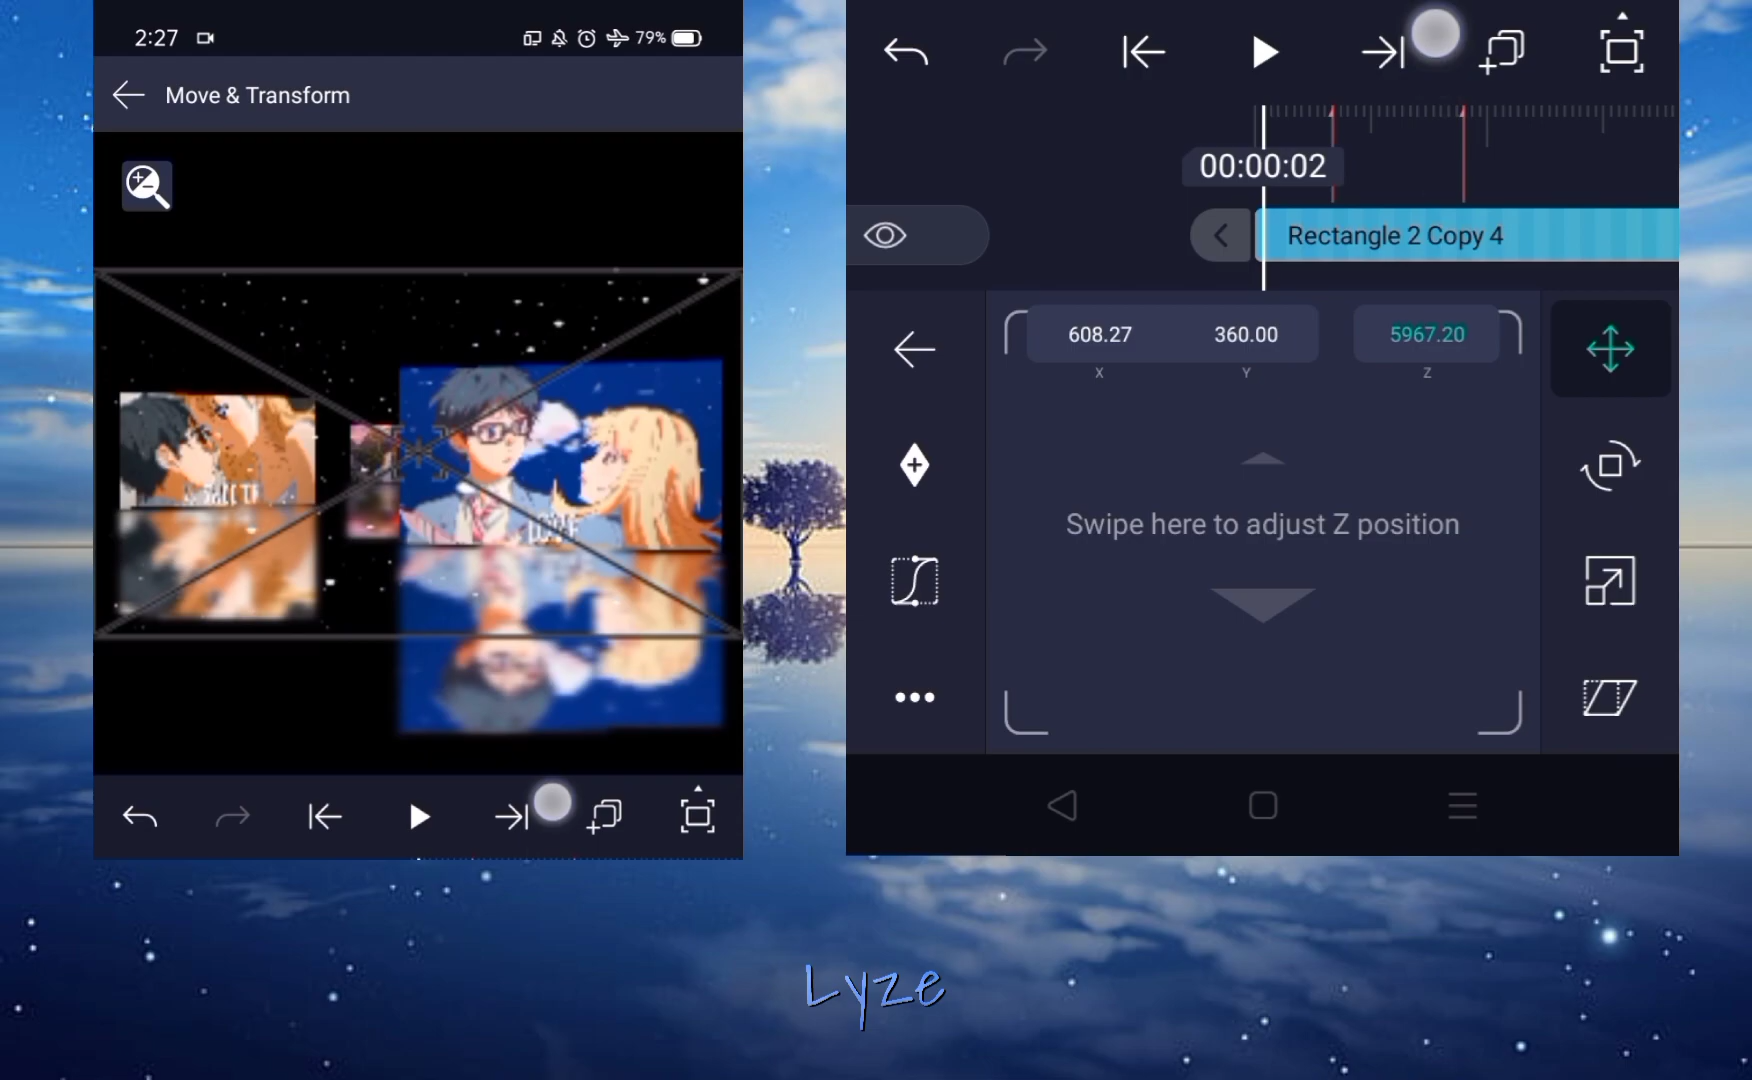 2:27
79%
Move & Transform
LOVE
00:00:02
Rectangle 2 Copy 4
608.27 360.00 5967.20
X Y Z
Swipe here to adjust Z position
Lyze